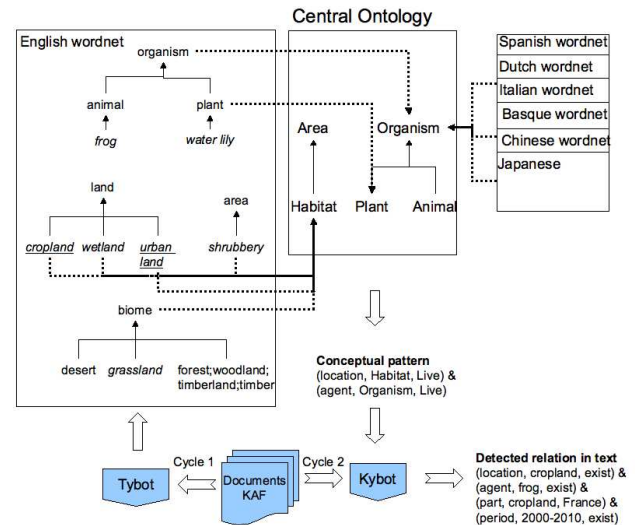 Central Ontology
English wordnet
organism
animal
plant
frog
water lily
land
area
cropland
wetland
urban
land
shrubbery
biome
desert
grassland
forest;woodland;
timberland;timber
Area
Organism
Habitat
Plant
Animal
Spanish wordnet
Dutch wordnet
Italian wordnet
Basque wordnet
Chinese wordnet
Japanese
Conceptual pattern
(location, Habitat, Live) &
(agent, Organism, Live)
Tybot
Cycle 1
Documents
KAF
Cycle 2
Kybot
Detected relation in text
(location, cropland, exist) &
(agent, frog, exist) &
(part, cropland, France) &
(period, 2000-2010, exist)